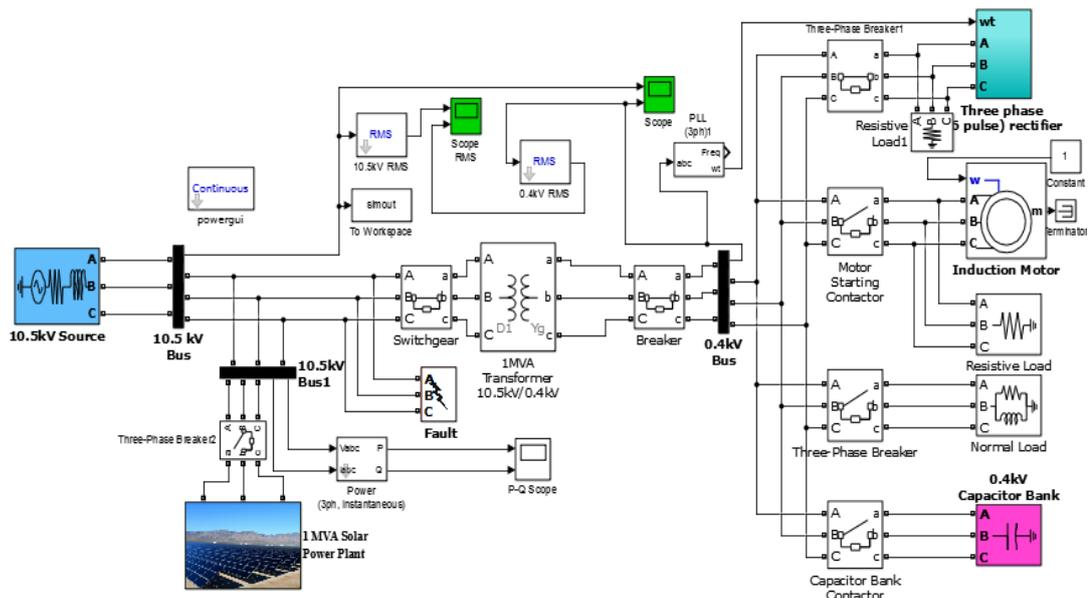 Three-Phase Breaker1
wt
A
B
C
A
B
C
a
b
c
Three phase
5 pulse) rectifier
A
B
C
Resistive
Load1
RMS
10.5kV RMS
Scope
RMS
RMS
0.4kV RMS
Scope
PLL
(3ph)1
abc
Freq
wt
Continuous
powergui
simout
To Workspace
1
Constant
w
A
B
C
m
Terminator
Induction Motor
A
B
C
a
b
c
Motor
Starting
Contactor
A
B
C
10.5kV Source
10.5 kV
Bus
A
B
C
a
b
c
Switchgear
A
B
C
D1
Yg
a
b
c
1MVA
Transformer
10.5kV/0.4kV
A
B
C
a
b
c
Breaker
0.4kV
Bus
A
B
C
Resistive Load
10.5kV
Bus1
A
B
C
Fault
A
B
C
a
b
c
Three-Phase Breaker
A
B
C
Normal Load
Three-Phase Breaker2
A
B
C
a
b
c
Vabc
Iabc
P
Q
Power
(3ph, Instantaneous)
P-Q Scope
1 MVA Solar
Power Plant
0.4kV
Capacitor Bank
A
B
C
a
b
c
Capacitor Bank
Contactor
A
B
C